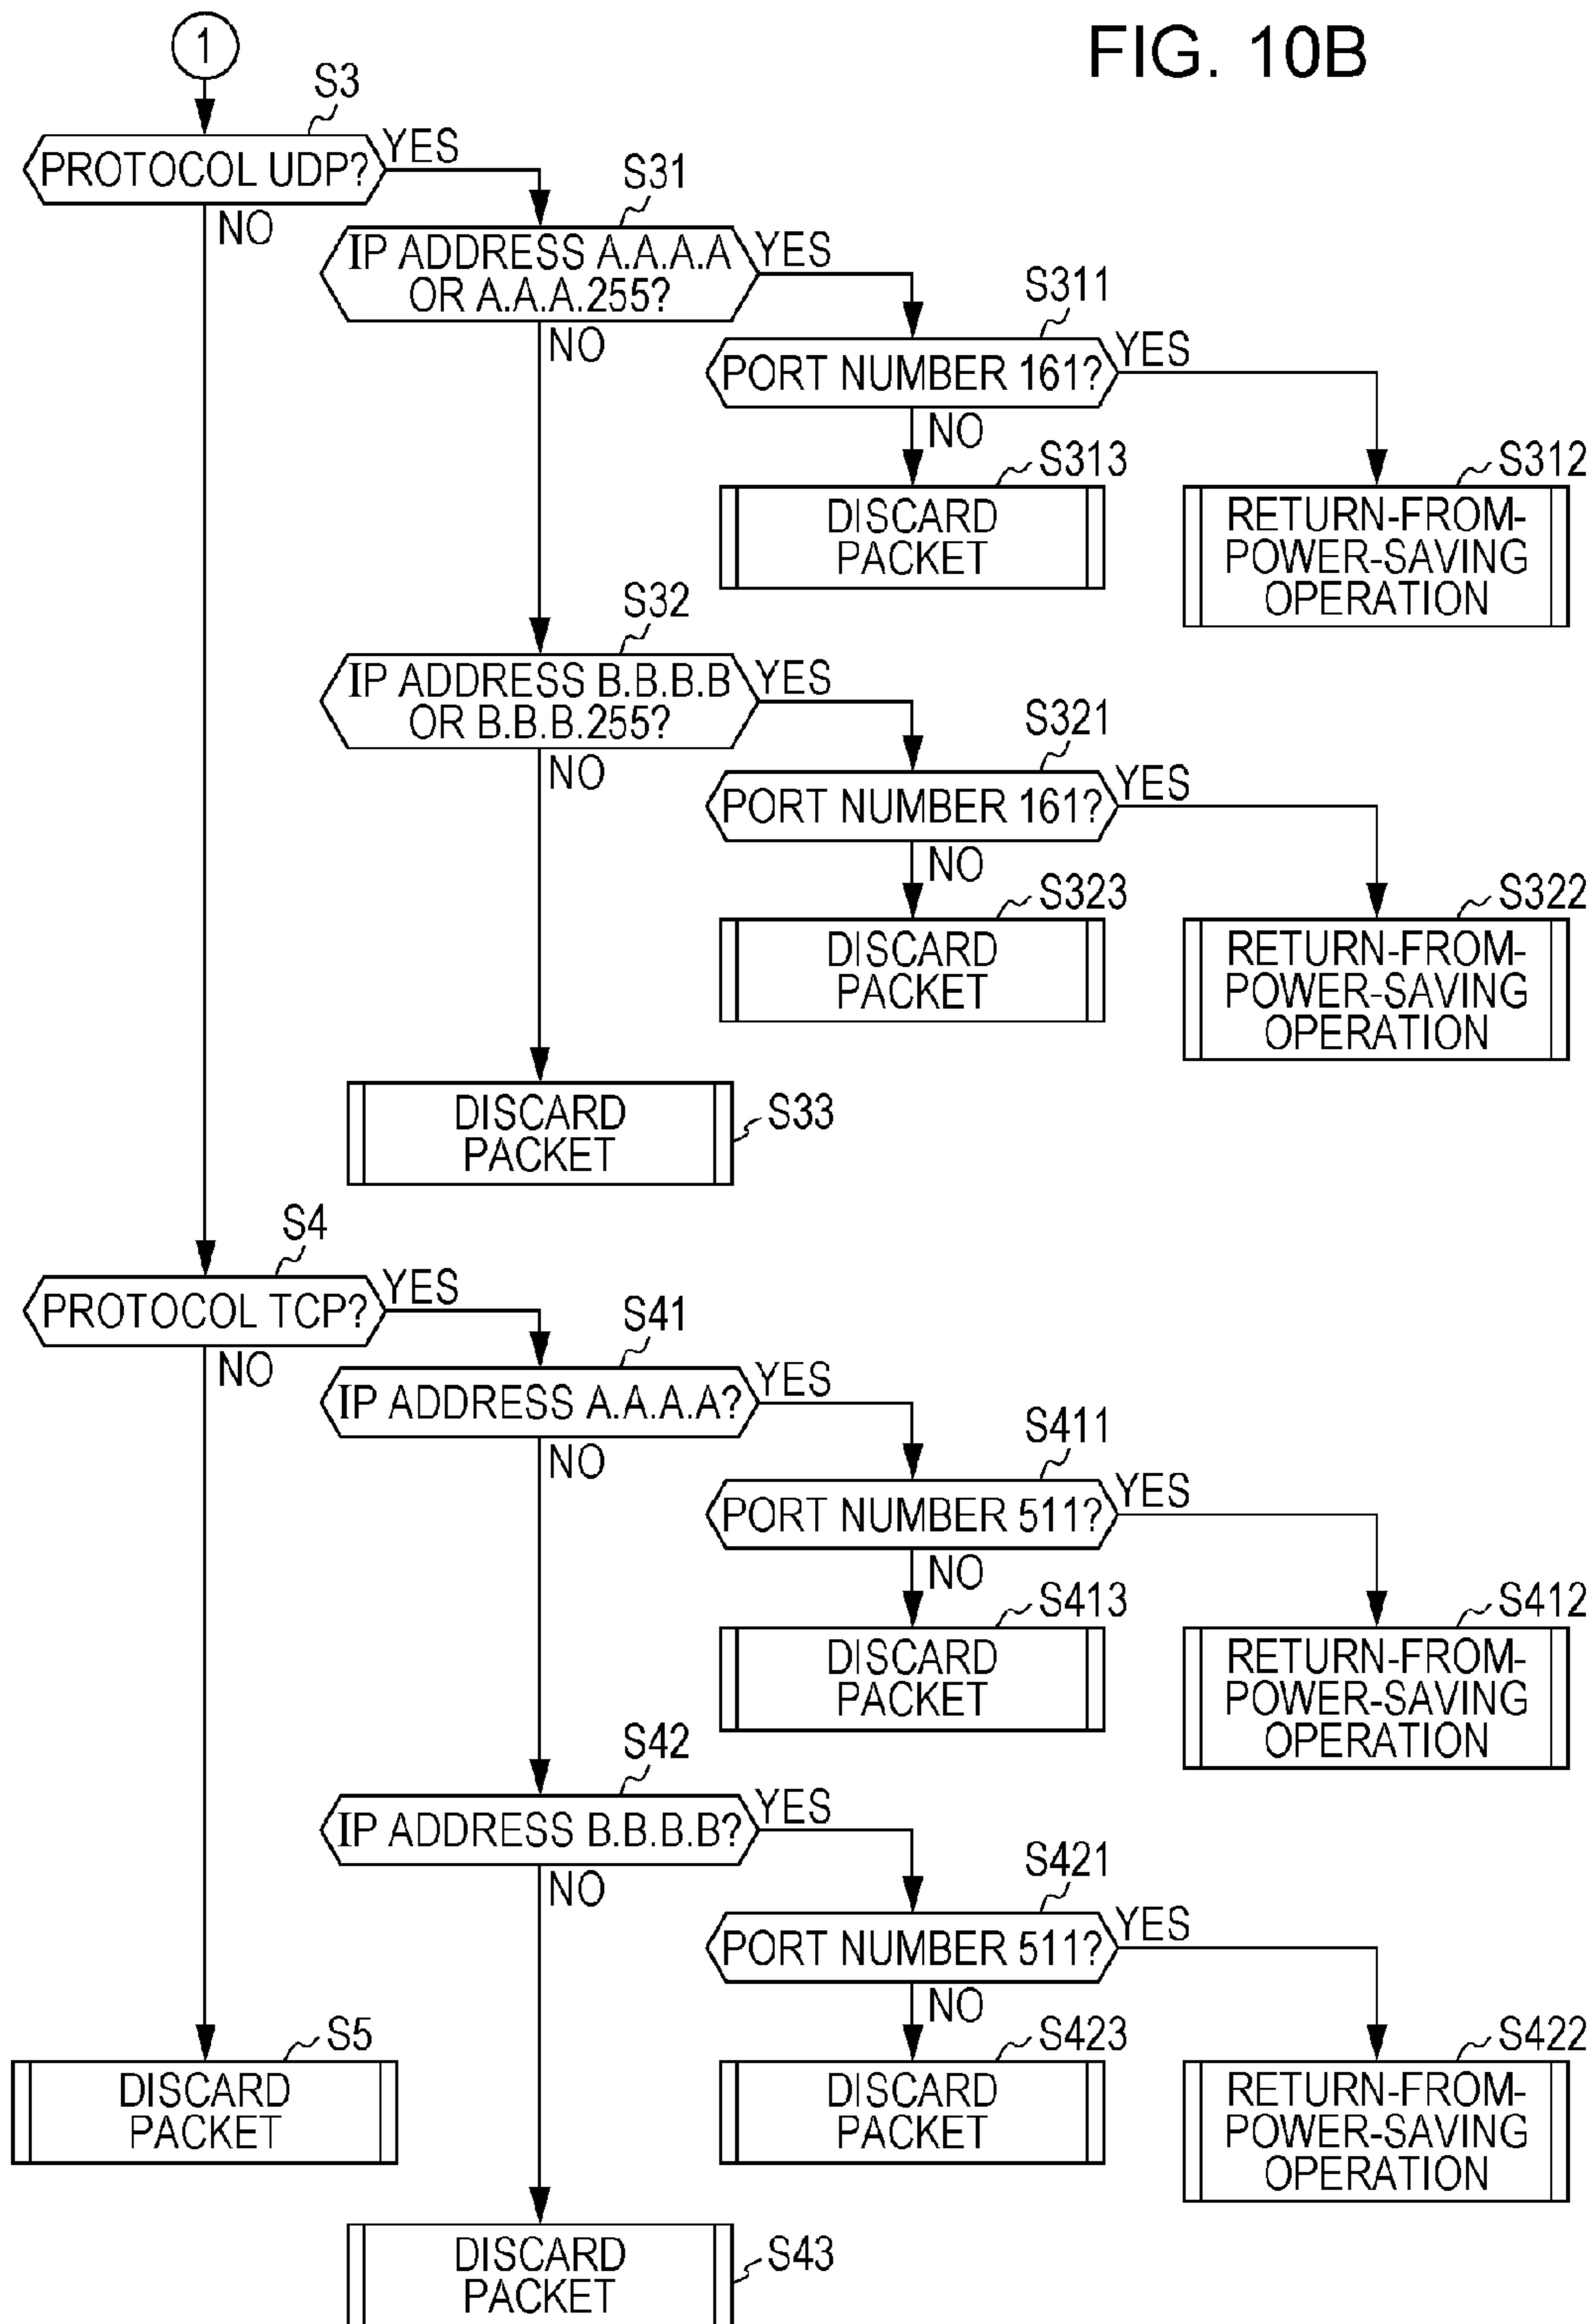 FIG. 10B
1
S3
PROTOCOL UDP?
YES
NO
S31
IP ADDRESS A.A.A.A
OR A.A.A.255?
YES
NO
S311
PORT NUMBER 161?
YES
NO
S313
DISCARD
PACKET
S312
RETURN-FROM-
POWER-SAVING
OPERATION
S32
IP ADDRESS B.B.B.B
OR B.B.B.255?
YES
NO
S321
PORT NUMBER 161?
YES
NO
S323
DISCARD
PACKET
S322
RETURN-FROM-
POWER-SAVING
OPERATION
DISCARD
PACKET
S33
S4
PROTOCOL TCP?
YES
NO
S41
IP ADDRESS A.A.A.A?
YES
NO
S411
PORT NUMBER 511?
YES
NO
S413
DISCARD
PACKET
S412
RETURN-FROM-
POWER-SAVING
OPERATION
S42
IP ADDRESS B.B.B.B?
YES
NO
S421
PORT NUMBER 511?
YES
NO
S423
DISCARD
PACKET
S422
RETURN-FROM-
POWER-SAVING
OPERATION
S5
DISCARD
PACKET
DISCARD
PACKET
S43